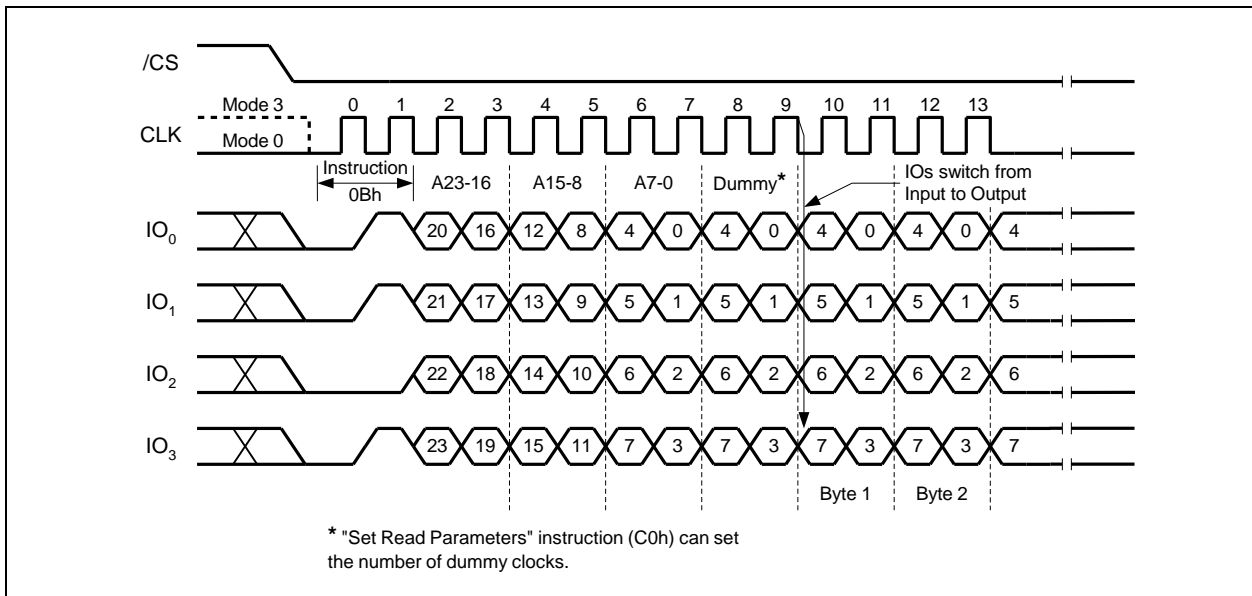 /CS
Mode 3 0 1 2 3 4 5 6 7 8 9 10 11 12 13
CLK Mode 0
Instruction
0Bh A23-16 A15-8 A7-0 Dummy*
IOs switch from
Input to Output
IO0 20 16 12 8 4 0 4 0 4 0 4 0 4
IO1 21 17 13 9 5 1 5 1 5 1 5 1 5
IO2 22 18 14 10 6 2 6 2 6 2 6 2 6
IO3 23 19 15 11 7 3 7 3 7 3 7 3 7
Byte 1 Byte 2
* "Set Read Parameters" instruction (C0h) can set
the number of dummy clocks.